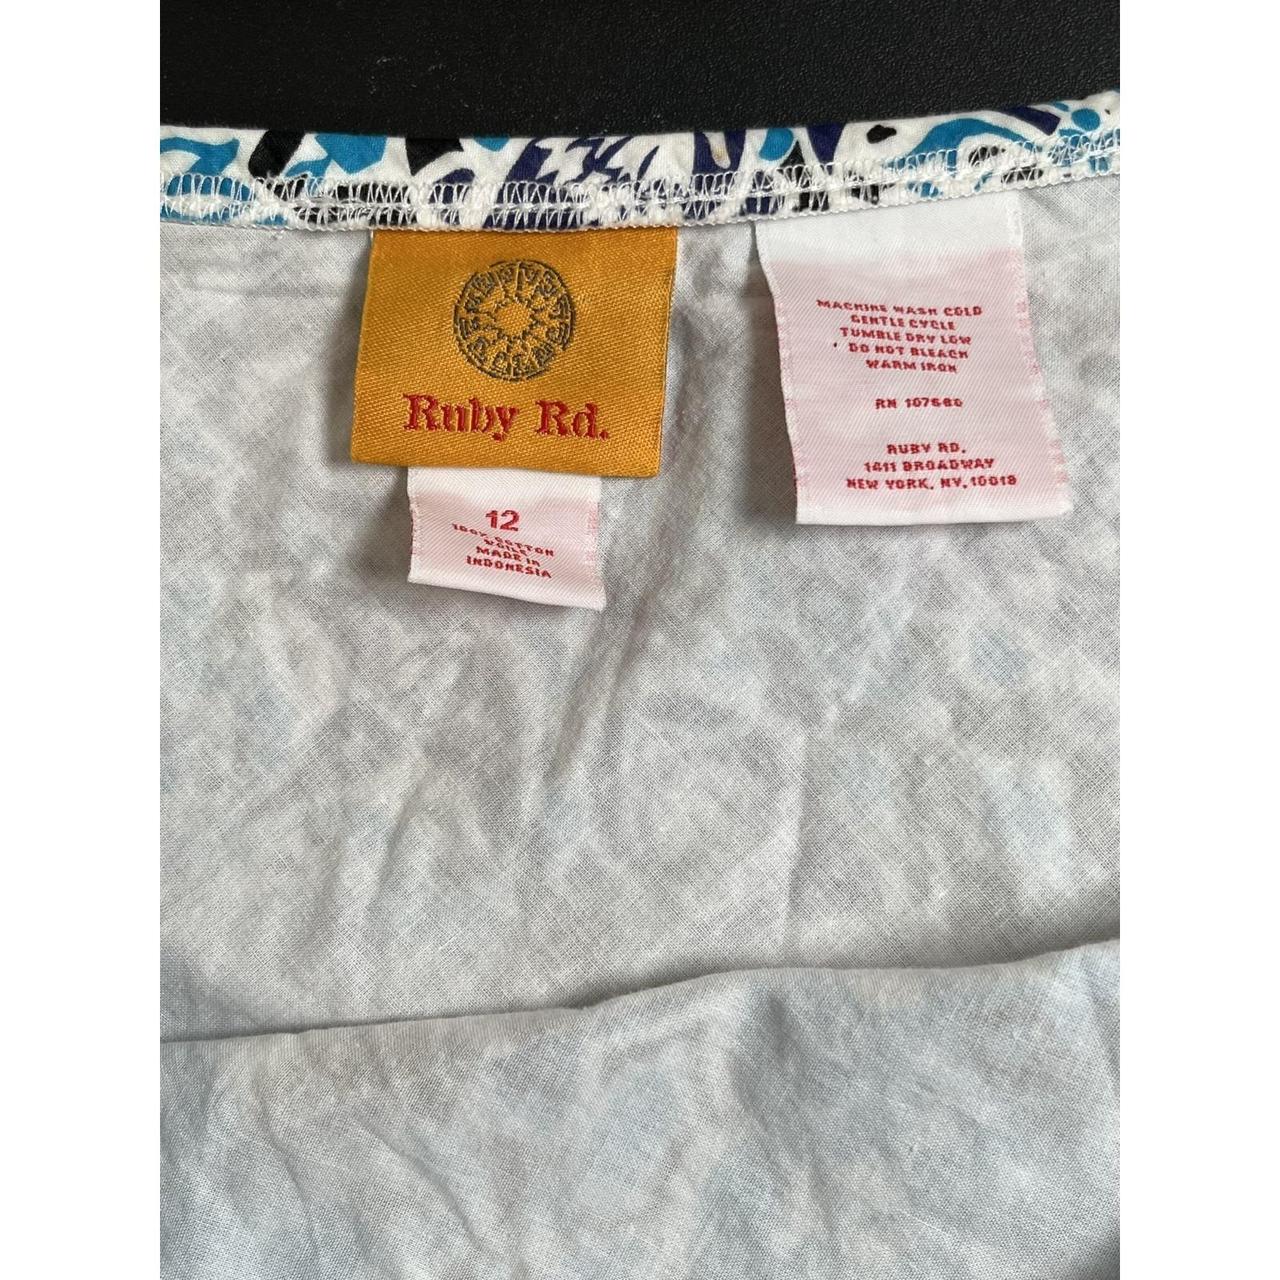 Ruby Rd.
12
100% COTTON
VOILE
MADE IN
INDONESIA
MACHINE WASH COLD
GENTLE CYCLE
TUMBLE DRY LOW
DO NOT BLEACH
WARM IRON
RN 107680
RUBY RD.
1411 BROADWAY
NEW YORK, NY, 10018